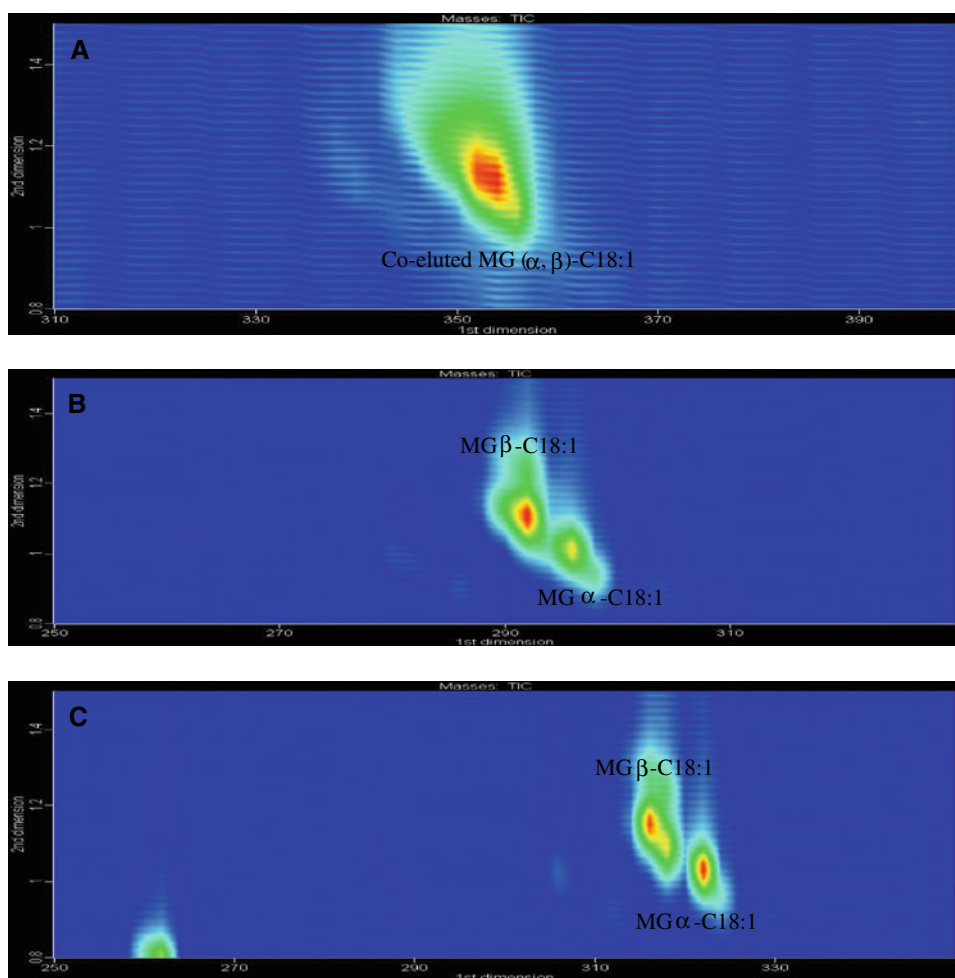 Masses: TIC
A
1.4
1.2
1
0.8
2nd dimension
Co-eluted MG (α, β)-C18:1
310 330 350 370 390
1st dimension
Masses: TIC
B
1.4
1.2
1
0.8
2nd dimension
MG β-C18:1
MG α-C18:1
250 270 290 310
1st dimension
Masses: TIC
C
1.4
1.2
1
0.8
2nd dimension
MG β-C18:1
MG α-C18:1
250 270 290 310 330
1st dimension